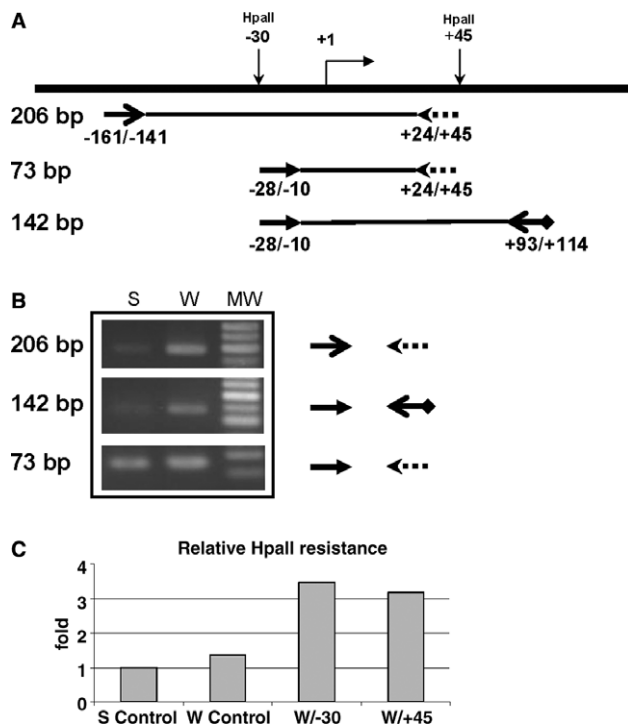 A
HpaII HpaII
-30 +1 +45
206 bp
-161/-141 +24/+45
73 bp
-28/-10 +24/+45
142 bp
-28/-10 +93/+114
B
S W MW
206 bp
142 bp
73 bp
C
Relative HpaII resistance
4
3
2
1
0
fold
S Control W Control W/-30 W/+45